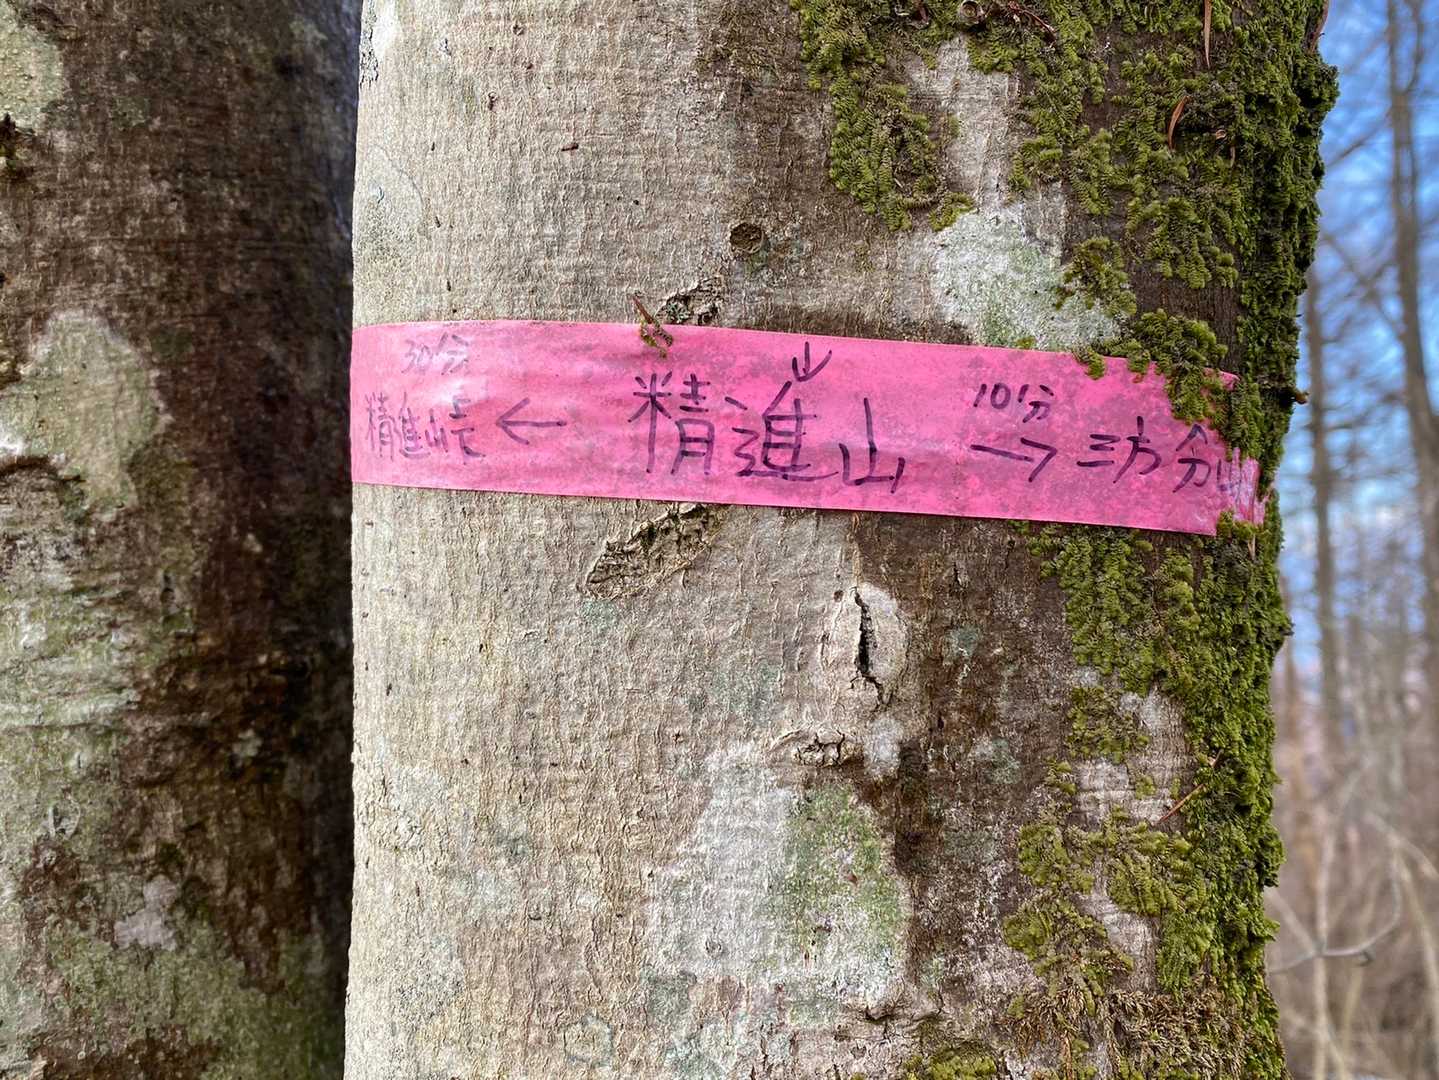 30分
精進峠 ← 精進山
10分
→ 三方分山